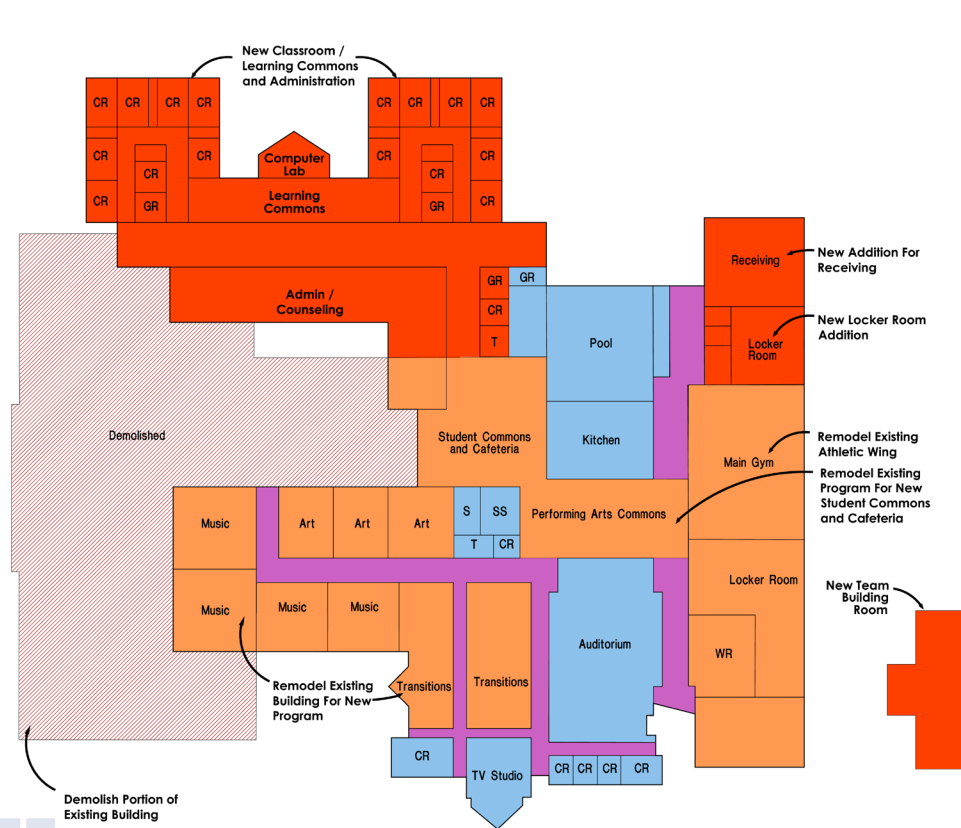 New Classroom /
Learning Commons
and Administration
CR CR CR CR
CR CR CR CR
CR
CR
CR
CR
Computer
Lab
CR
CR
CR
GR
Learning
Commons
CR
GR
CR
Receiving
New Addition For
Receiving
GR
GR
Admin /
Counseling
CR
T
Pool
New Locker Room
Addition
Locker
Room
Demolished
Student Commons
and Cafeteria
Kitchen
Remodel Existing
Athletic Wing
Main Gym
Remodel Existing
Program For New
Student Commons
and Cafeteria
Music
Art
Art
Art
S
SS
Performing Arts Commons
T
CR
Locker Room
New Team
Building
Room
Music
Music
Music
Auditorium
WR
Remodel Existing
Building For New
Program
Transitions
Transitions
CR
TV Studio
CR CR CR CR
Demolish Portion of
Existing Building